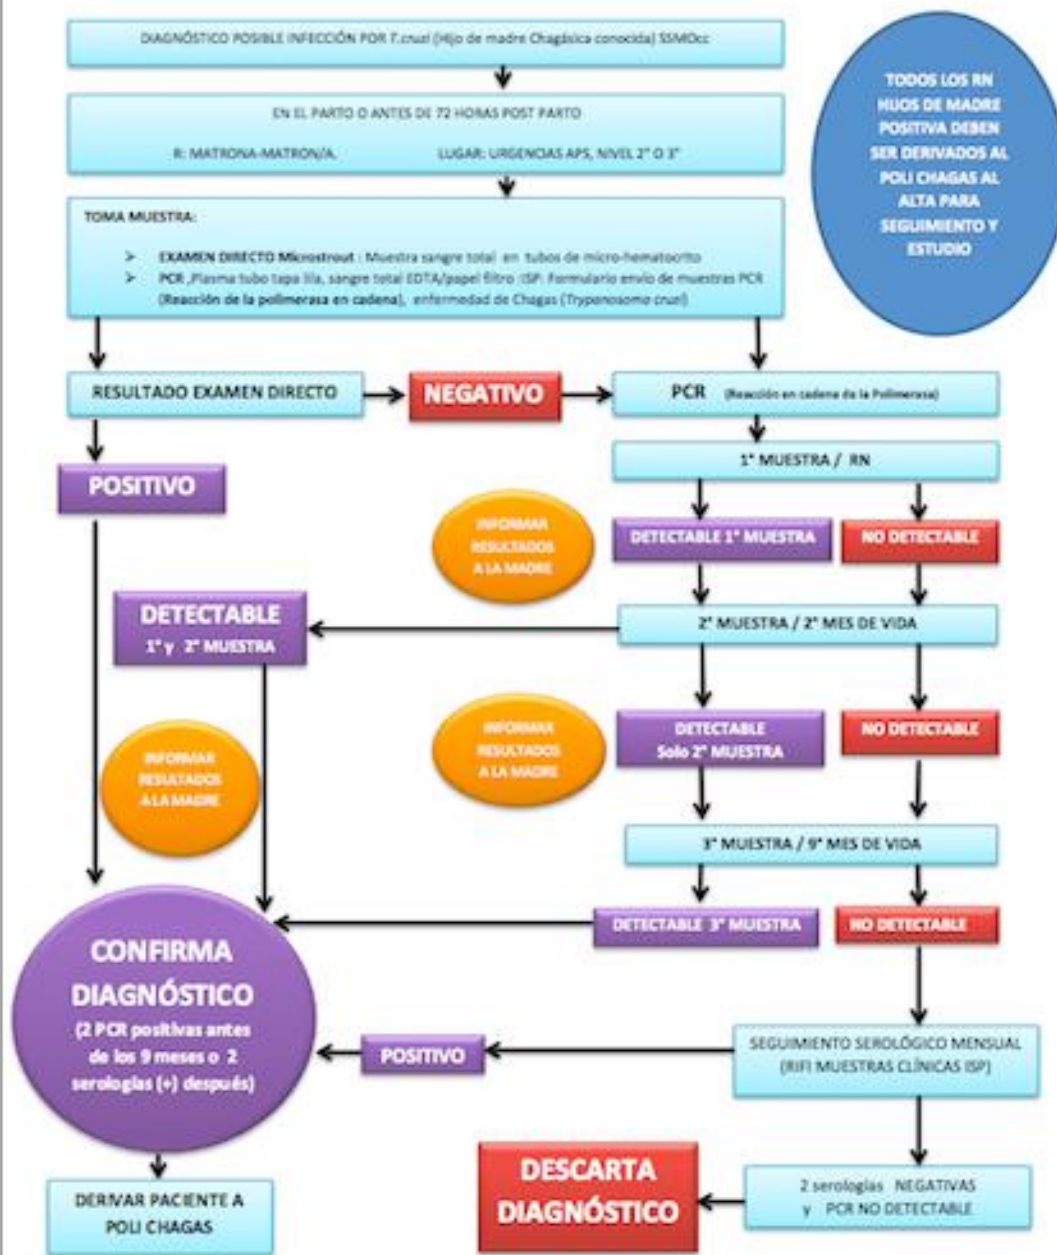 DIAGNÓSTICO POSIBLE INFECCIÓN POR T.cruzi (Hijo de madre Chagásica conocida) SSMOcc
TODOS LOS RN
HIJOS DE MADRE
POSITIVA DEBEN
SER DERIVADOS AL
POLI CHAGAS AL
ALTA PARA
SEGUIMIENTO Y
ESTUDIO
EN EL PARTO O ANTES DE 72 HORAS POST PARTO
R: MATRONA-MATRON/A. LUGAR: URGENCIAS APS, NIVEL 2° O 3°
TOMA MUESTRA:
➢ EXAMEN DIRECTO Microstrout : Muestra sangre total en tubos de micro-hematocrito
➢ PCR ,Plasma tubo tapa lila, sangre total EDTA/papel filtro :ISP: Formulario envío de muestras PCR
(Reacción de la polimerasa en cadena), enfermedad de Chagas (Trypanosoma cruzi)
RESULTADO EXAMEN DIRECTO
NEGATIVO
PCR (Reacción en cadena de la Polimerasa)
1° MUESTRA / RN
POSITIVO
INFORMAR
RESULTADOS
A LA MADRE
DETECTABLE 1° MUESTRA
NO DETECTABLE
DETECTABLE
1° y 2° MUESTRA
2° MUESTRA / 2° MES DE VIDA
INFORMAR
RESULTADOS
A LA MADRE
INFORMAR
RESULTADOS
A LA MADRE
DETECTABLE
Solo 2° MUESTRA
NO DETECTABLE
3° MUESTRA / 9° MES DE VIDA
DETECTABLE 3° MUESTRA
NO DETECTABLE
CONFIRMA
DIAGNÓSTICO
(2 PCR positivas antes
de los 9 meses o 2
serologías (+) después)
POSITIVO
SEGUIMIENTO SEROLÓGICO MENSUAL
(RIFI MUESTRAS CLÍNICAS ISP)
DERIVAR PACIENTE A
POLI CHAGAS
DESCARTA
DIAGNÓSTICO
2 serologías NEGATIVAS
y PCR NO DETECTABLE